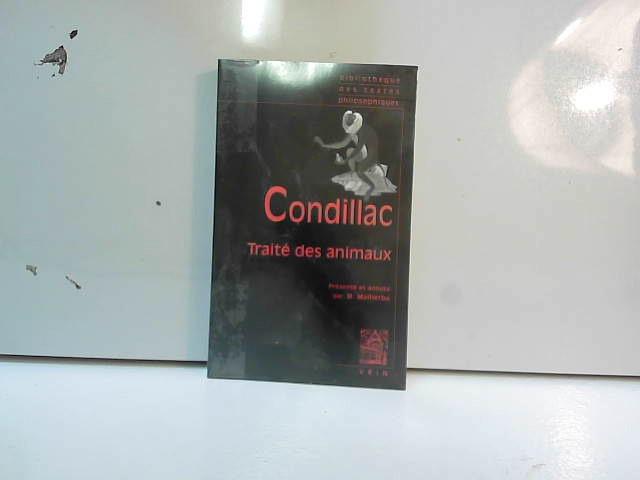 bibliothèque
des textes
philosophiques
Condillac
Traité des animaux
Présenté et annoté
par M. Malherbe
VRIN